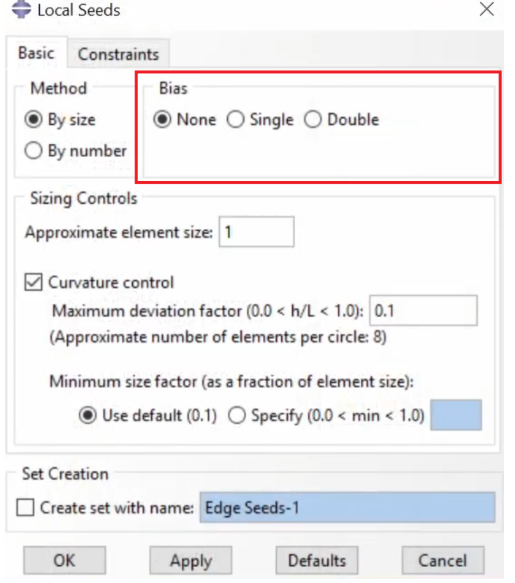 Local Seeds
Basic Constraints
Method
By size
By number
Bias
None Single Double
Sizing Controls
Approximate element size: 1
Curvature control
Maximum deviation factor (0.0 < h/L < 1.0): 0.1
(Approximate number of elements per circle: 8)
Minimum size factor (as a fraction of element size):
Use default (0.1) Specify (0.0 < min < 1.0)
Set Creation
Create set with name: Edge Seeds-1
OK Apply Defaults Cancel